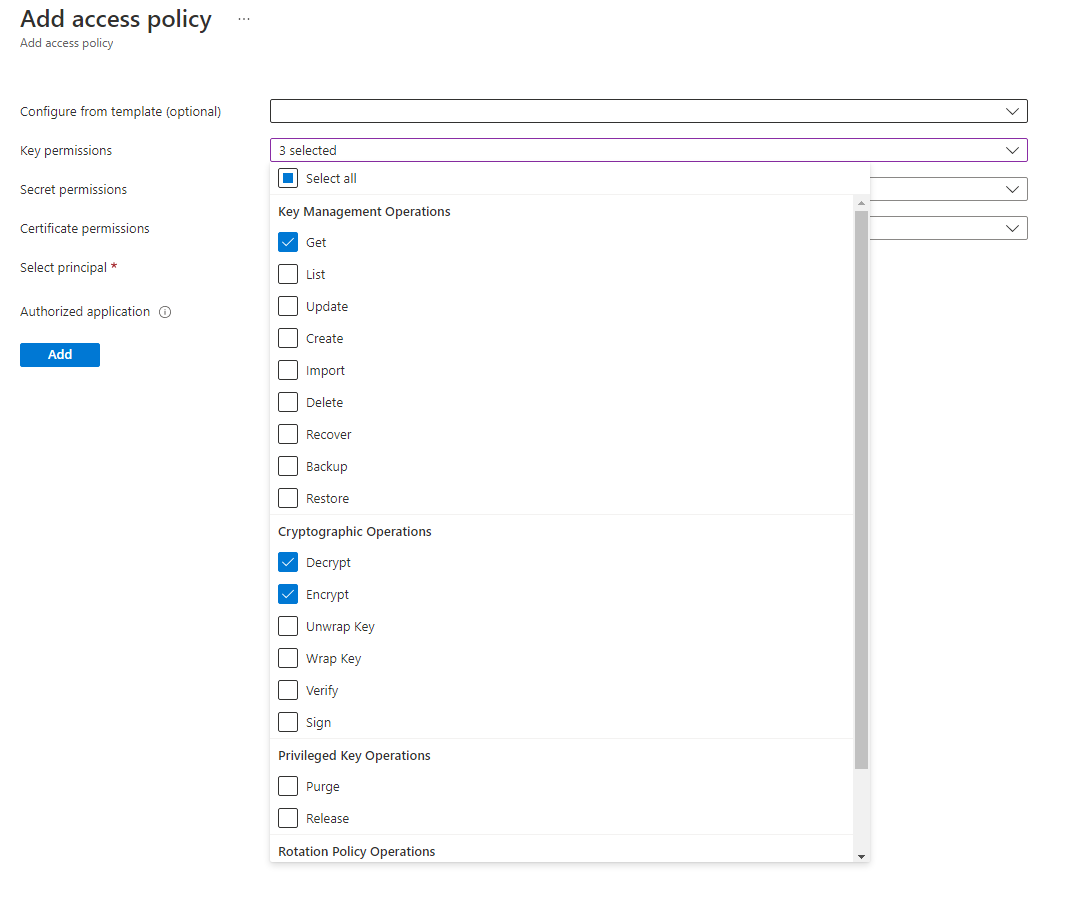 Add access policy ...
Add access policy
Configure from template (optional)
Key permissions
3 selected
Select all
Secret permissions
Key Management Operations
Certificate permissions
Get
Select principal *
List
Update
Authorized application
Create
Add
Import
Delete
Recover
Backup
Restore
Cryptographic Operations
Decrypt
Encrypt
Unwrap Key
Wrap Key
Verify
Sign
Privileged Key Operations
Purge
Release
Rotation Policy Operations